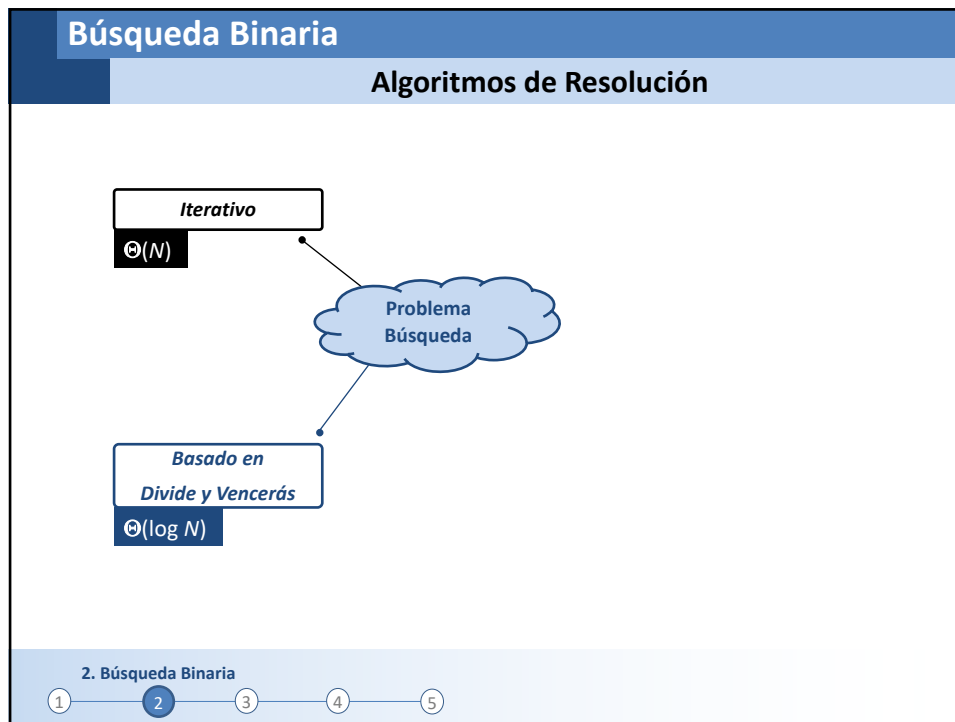 Búsqueda Binaria
Algoritmos de Resolución
Iterativo
Θ(N)
Problema
Búsqueda
Basado en
Divide y Vencerás
Θ(log N)
2. Búsqueda Binaria
1 2 3 4 5